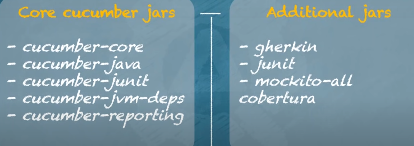 Core cucumber jars
- cucumber-core
- cucumber-java
- cucumber-junit
- cucumber-jvm-deps
- cucumber-reporting
Additional jars
- gherkin
- junit
- mockito-all
cobertura